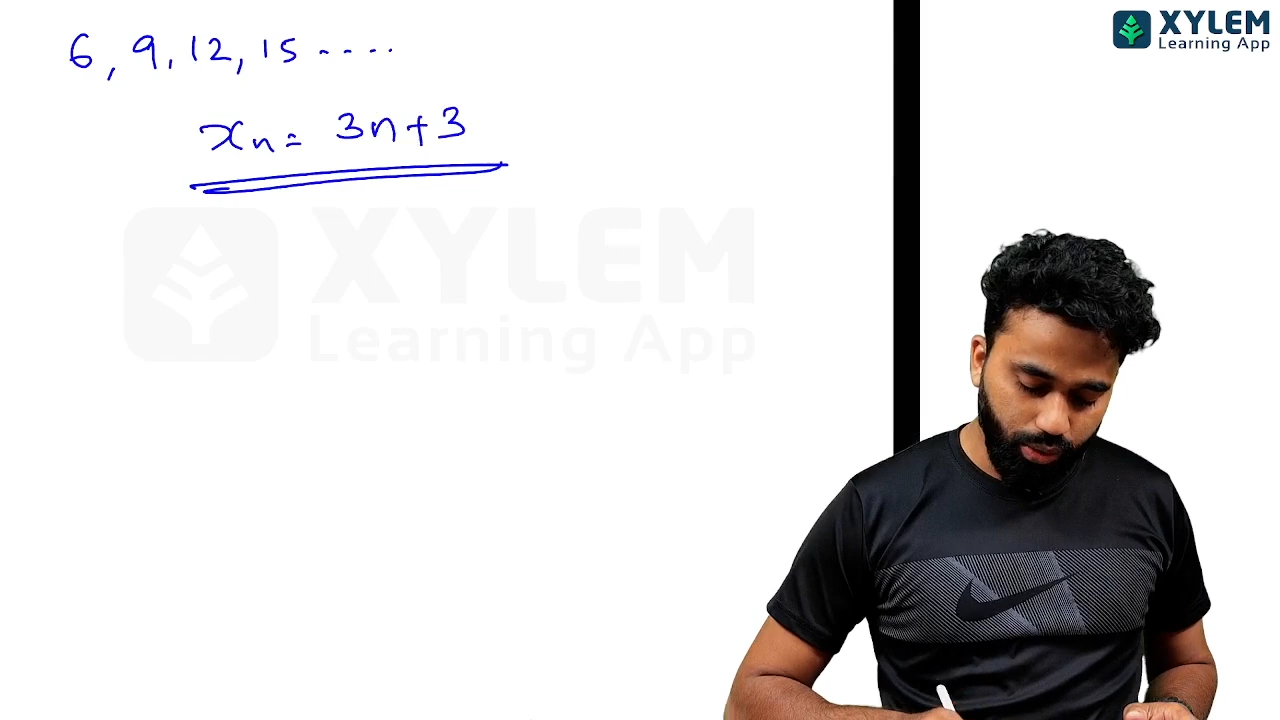 XYLEM
Learning App
6, 9, 12, 15 ....
xₙ = 3n+3
XYLEM
Learning App